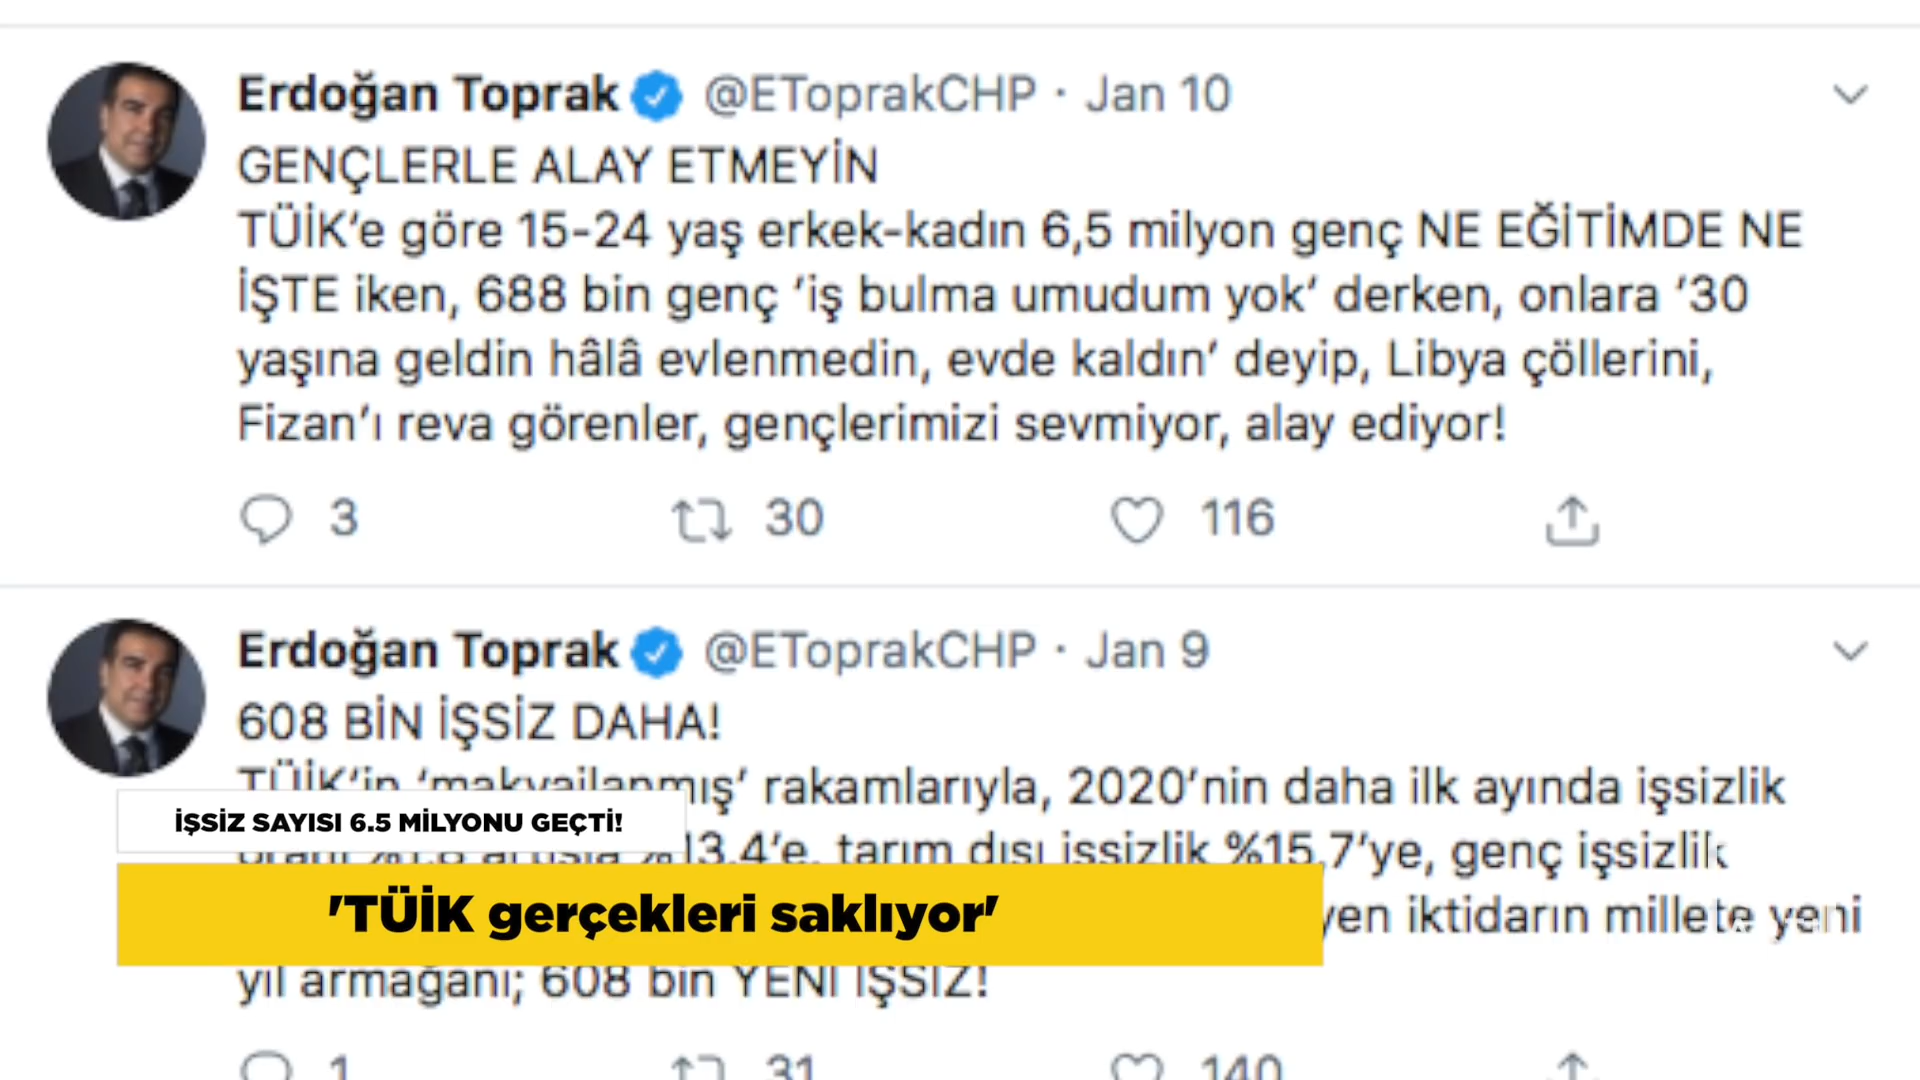 Erdoğan Toprak @EToprakCHP · Jan 10
GENÇLERLE ALAY ETMEYİN
TÜİK’e göre 15-24 yaş erkek-kadın 6,5 milyon genç NE EĞİTİMDE NE
İŞTE iken, 688 bin genç ‘iş bulma umudum yok’ derken, onlara ‘30
yaşına geldin hâlâ evlenmedin, evde kaldın’ deyip, Libya çöllerini,
Fizan’ı reva görenler, gençlerimizi sevmiyor, alay ediyor!
3 30 116
Erdoğan Toprak @EToprakCHP · Jan 9
608 BİN İŞSİZ DAHA!
TÜİK’in ‘makyajlanmış’ rakamlarıyla, 2020’nin daha ilk ayında işsizlik
İŞSİZ SAYISI 6.5 MİLYONU GEÇTİ!
13,4’e, tarım dışı işsizlik %15,7’ye, genç işsizlik
'TÜİK gerçekleri saklıyor'
iktidarın millete yeni
yıl armağanı; 608 bin YENİ İŞSİZ!
1 31 140